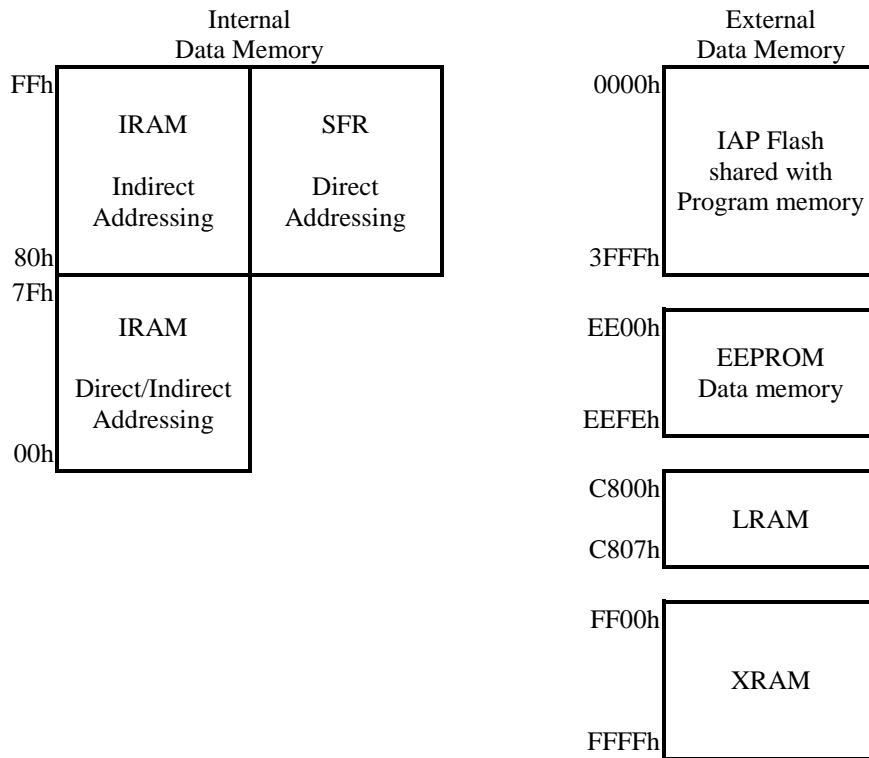 Internal
Data Memory
FFh
IRAM
Indirect
Addressing
80h
SFR
Direct
Addressing
7Fh
IRAM
Direct/Indirect
Addressing
00h
External
Data Memory
0000h
IAP Flash
shared with
Program memory
3FFFh
EE00h
EEPROM
Data memory
EEFEh
C800h
LRAM
C807h
FF00h
XRAM
FFFFh